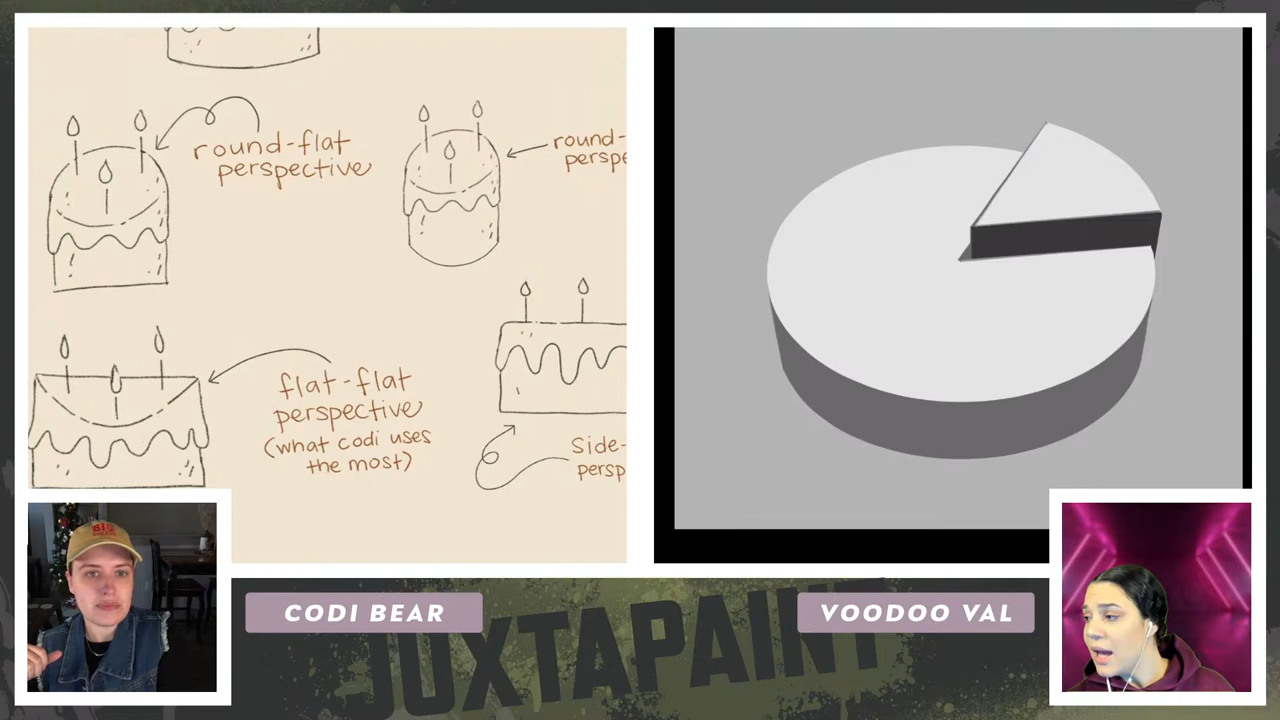 round-flat
perspective
round-
perspe
flat-flat
perspective
(what codi uses
the most)
Side-
persp
CODI BEAR
VOODOO VAL
JUXTAPAINT